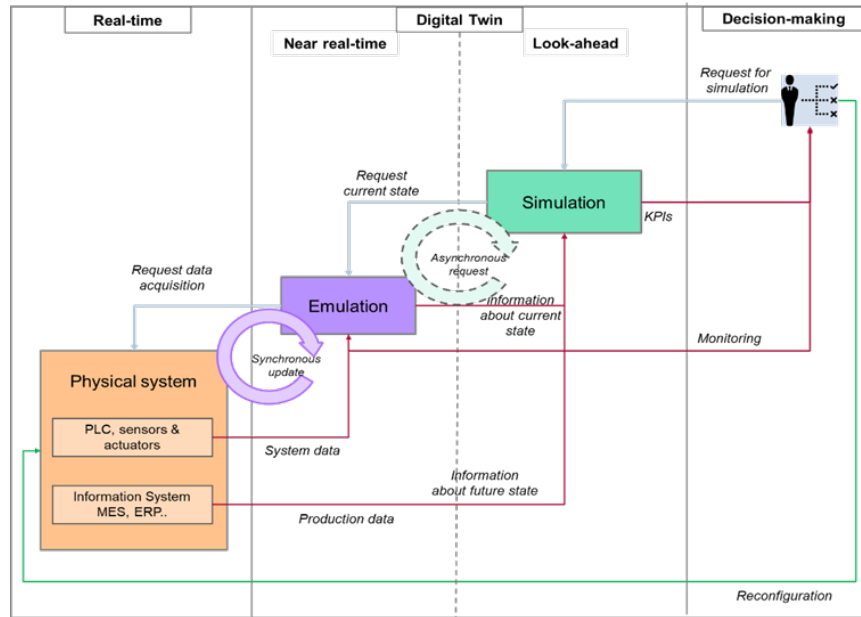 Real-time
Digital Twin
Decision-making
Near real-time
Look-ahead
Request for
simulation
Request
current state
Simulation
KPIs
Asynchronous
request
Request data
acquisition
Emulation
Information
about current
state
Monitoring
Synchronous
update
Physical system
PLC, sensors &
actuators
System data
Information
about future state
Information System
MES, ERP..
Production data
Reconfiguration